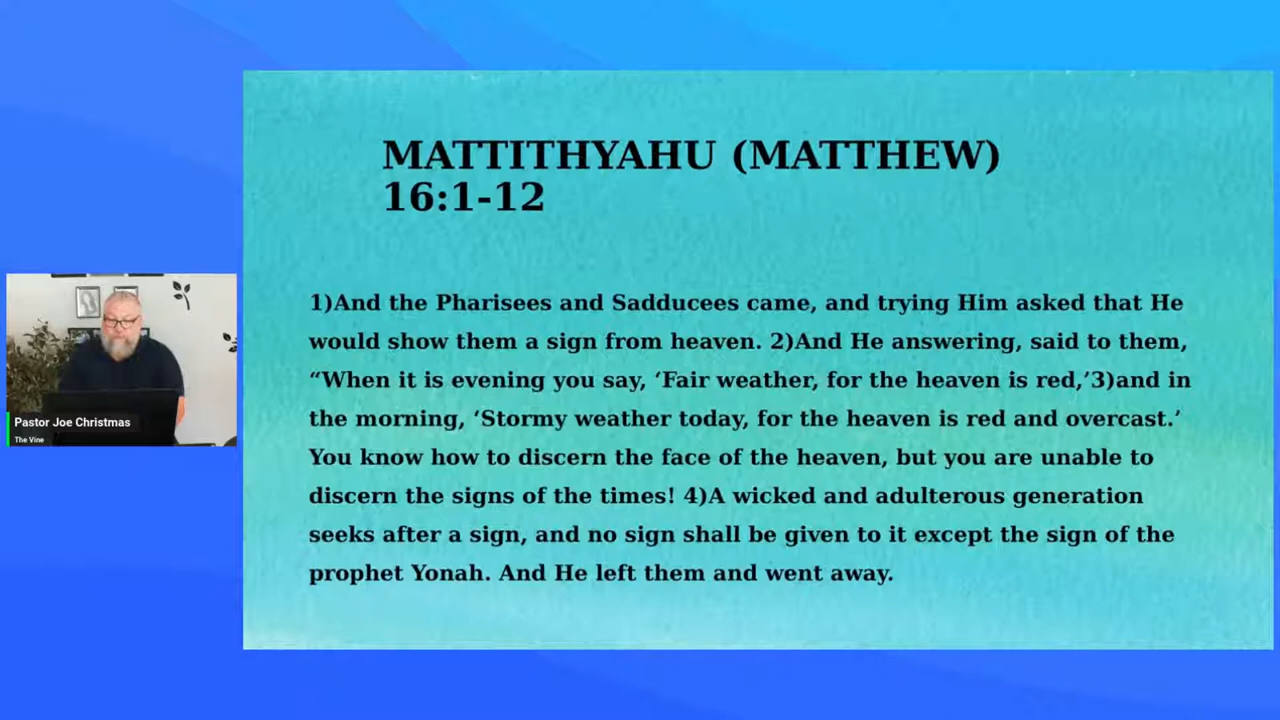 MATTITHYAHU (MATTHEW)
16:1-12
1)And the Pharisees and Sadducees came, and trying Him asked that He
would show them a sign from heaven. 2)And He answering, said to them,
“When it is evening you say, ‘Fair weather, for the heaven is red,’3)and in
the morning, ‘Stormy weather today, for the heaven is red and overcast.’
You know how to discern the face of the heaven, but you are unable to
discern the signs of the times! 4)A wicked and adulterous generation
seeks after a sign, and no sign shall be given to it except the sign of the
prophet Yonah. And He left them and went away.
Pastor Joe Christmas
The Vine